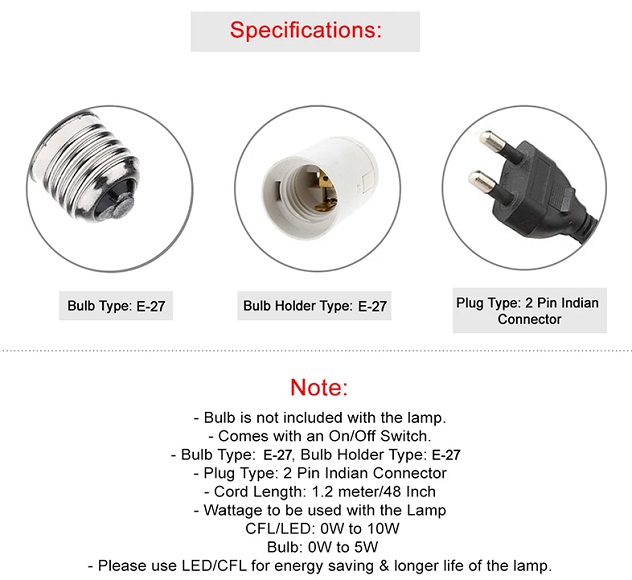 Specifications:
Bulb Type: E-27
Bulb Holder Type: E-27
Plug Type: 2 Pin Indian
Connector
Note:
- Bulb is not included with the lamp.
- Comes with an On/Off Switch.
- Bulb Type: E-27, Bulb Holder Type: E-27
- Plug Type: 2 Pin Indian Connector
- Cord Length: 1.2 meter/48 Inch
- Wattage to be used with the Lamp
CFL/LED: 0W to 10W
Bulb: 0W to 5W
- Please use LED/CFL for energy saving & longer life of the lamp.